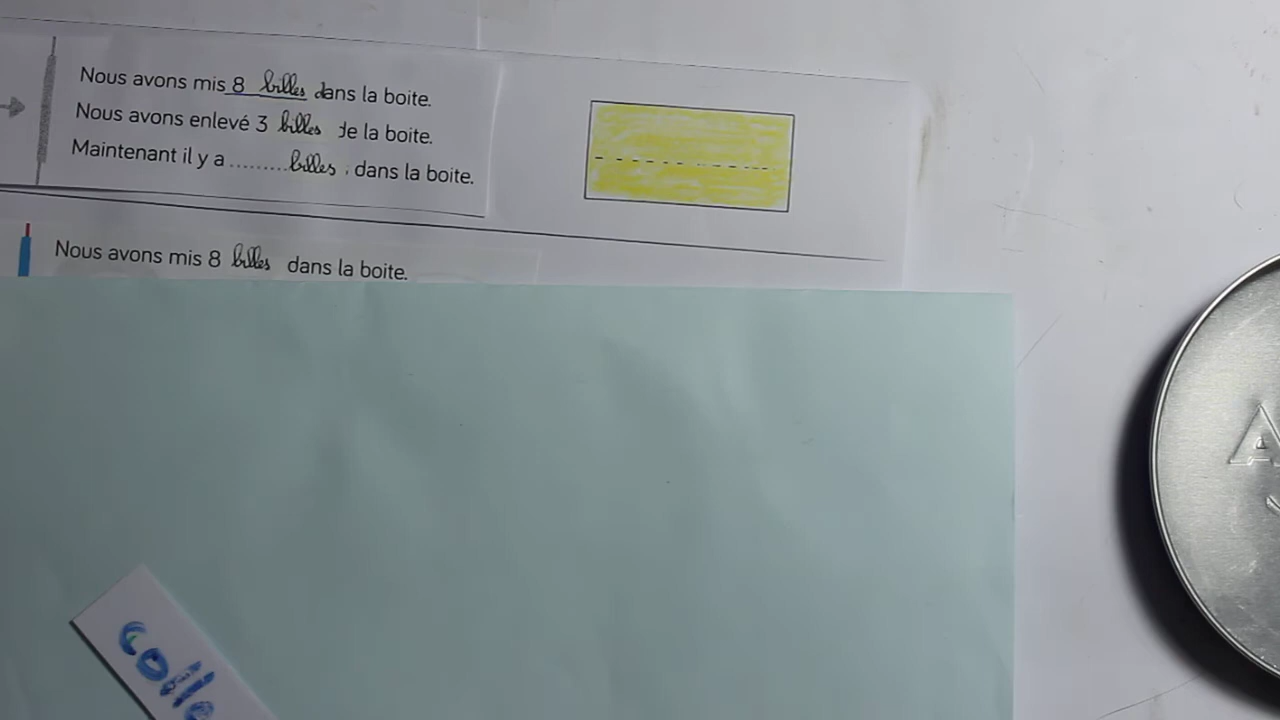 Nous avons mis 8 billes dans la boite.
Nous avons enlevé 3 billes de la boite.
Maintenant il y a ......... billes dans la boite.
Nous avons mis 8 billes dans la boite.
colle
A